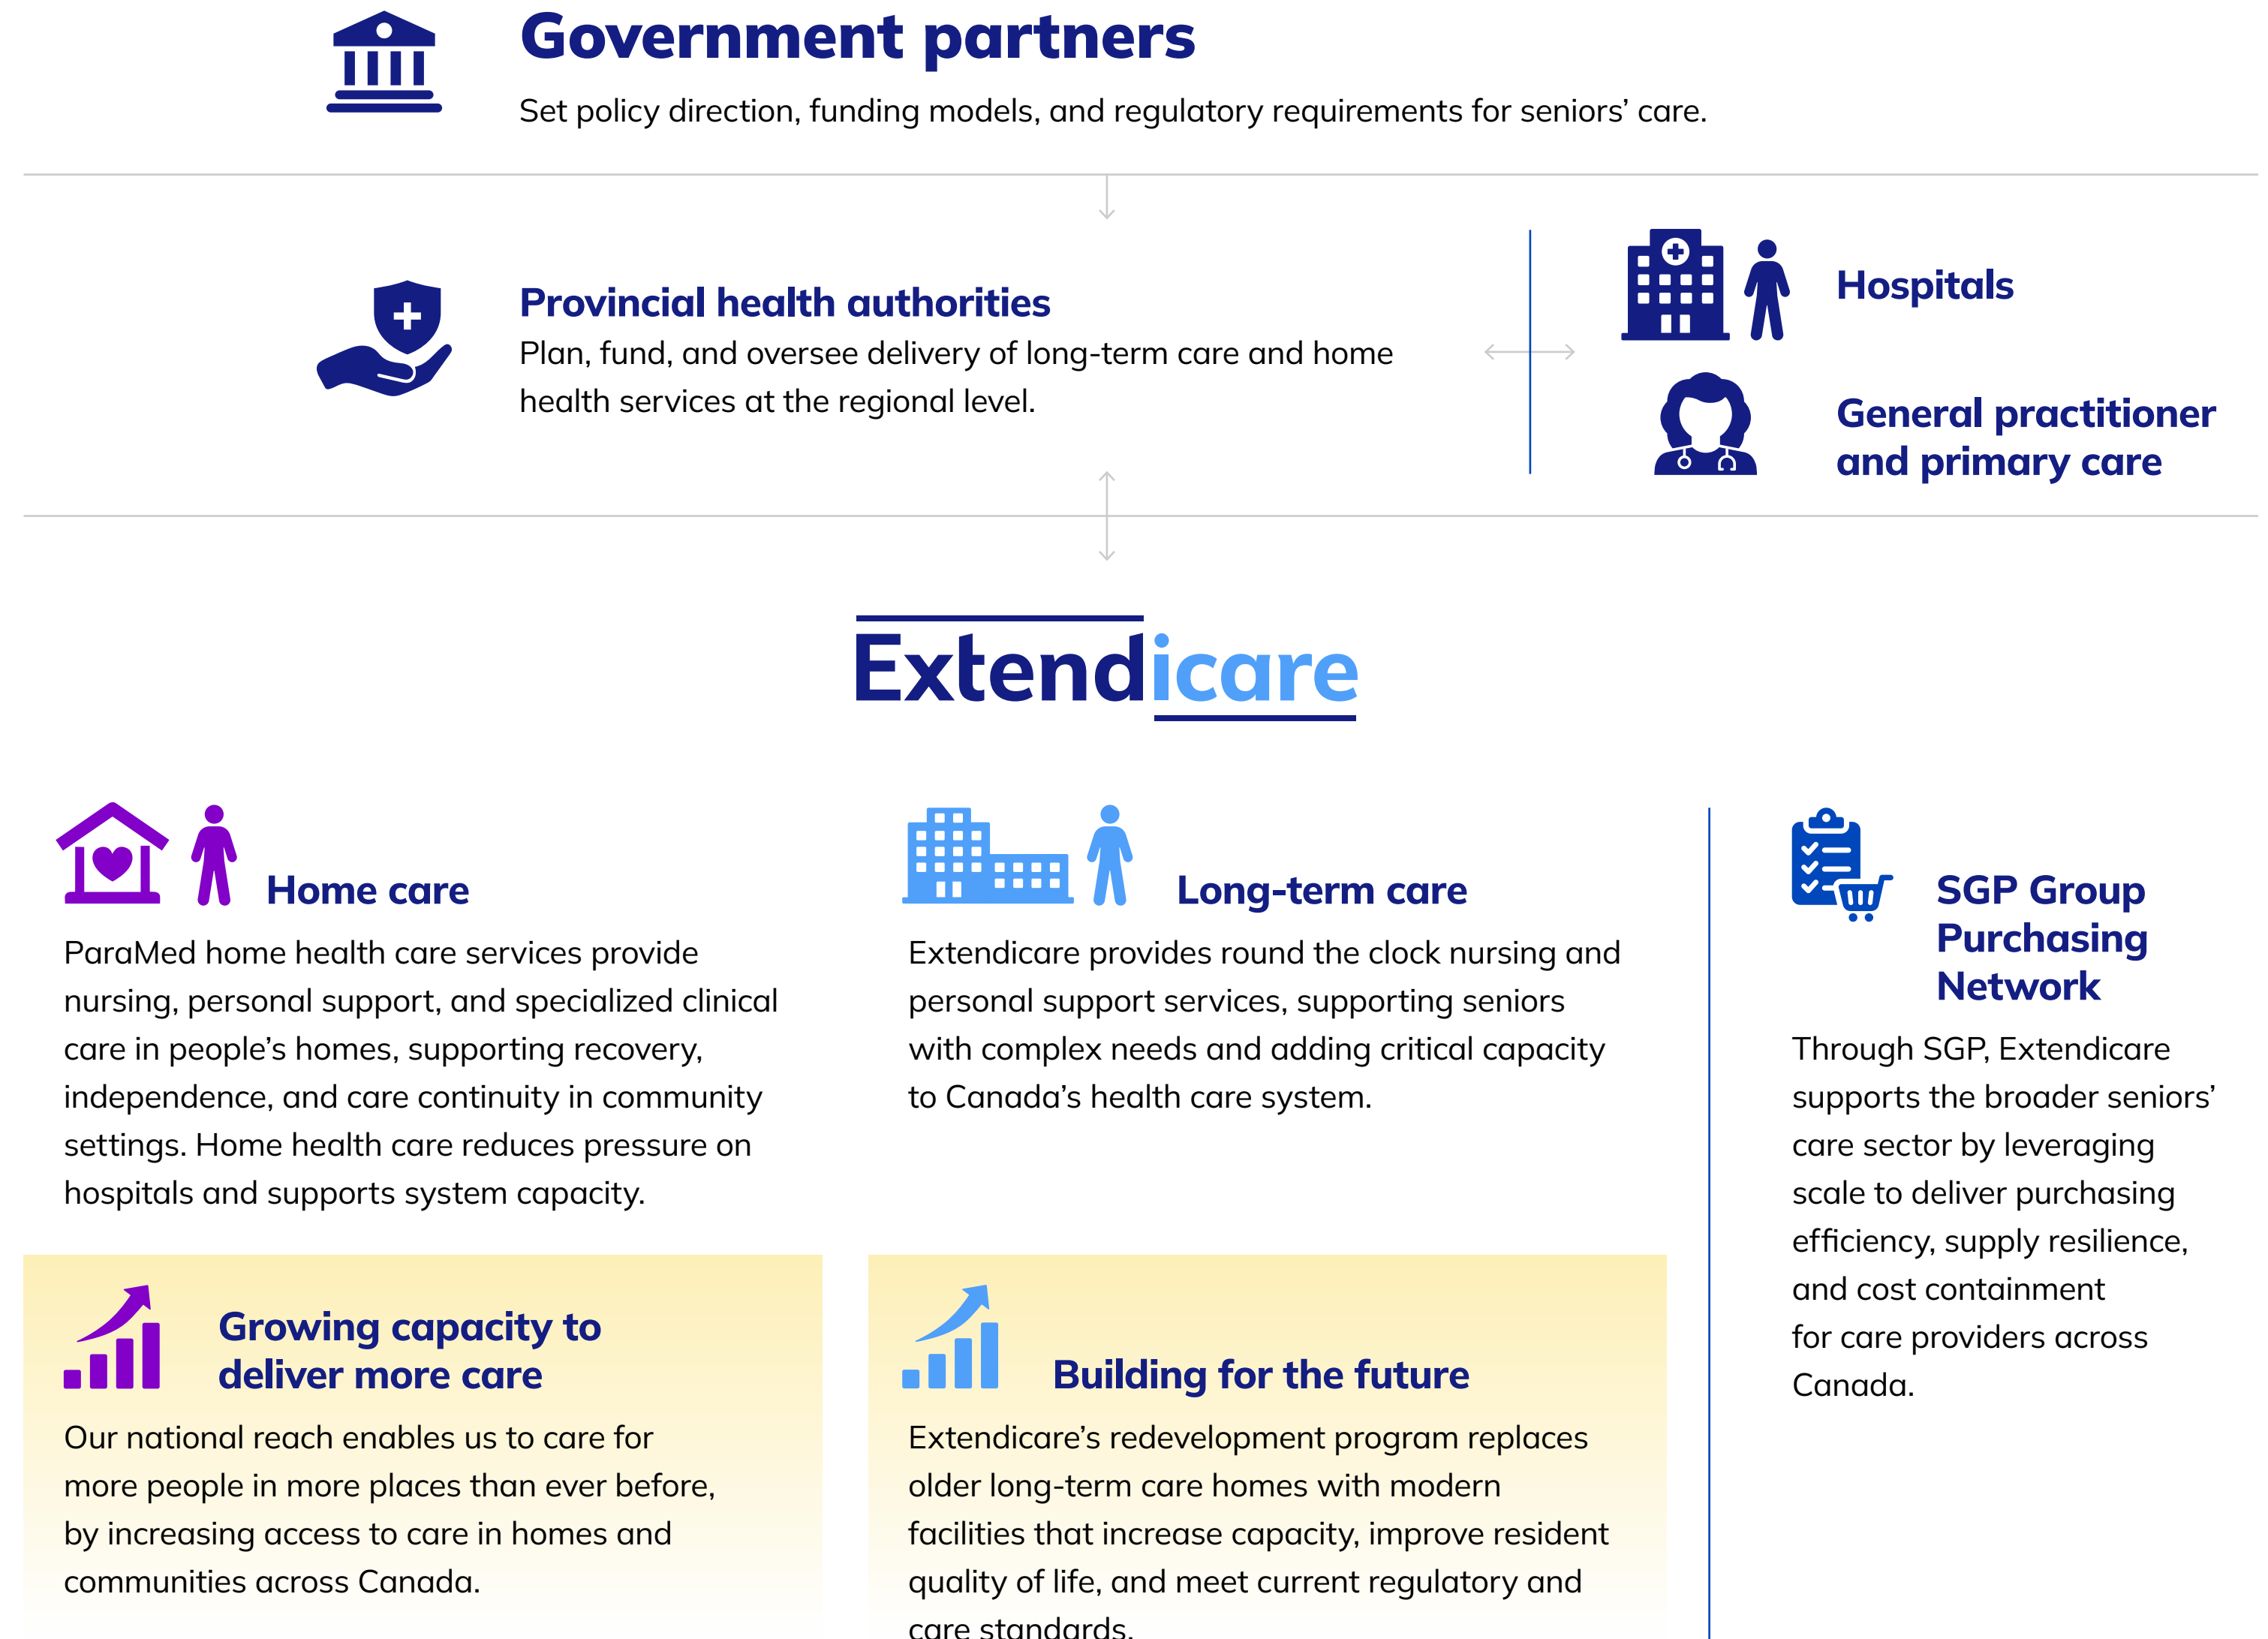 Government partners
Set policy direction, funding models, and regulatory requirements for seniors’ care.
Provincial health authorities
Plan, fund, and oversee delivery of long-term care and home
health services at the regional level.
Hospitals
General practitioner
and primary care
Extendicare
Home care
ParaMed home health care services provide
nursing, personal support, and specialized clinical
care in people’s homes, supporting recovery,
independence, and care continuity in community
settings. Home health care reduces pressure on
hospitals and supports system capacity.
Growing capacity to
deliver more care
Our national reach enables us to care for
more people in more places than ever before,
by increasing access to care in homes and
communities across Canada.
Long-term care
Extendicare provides round the clock nursing and
personal support services, supporting seniors
with complex needs and adding critical capacity
to Canada’s health care system.
Building for the future
Extendicare’s redevelopment program replaces
older long-term care homes with modern
facilities that increase capacity, improve resident
quality of life, and meet current regulatory and
care standards.
SGP Group
Purchasing
Network
Through SGP, Extendicare
supports the broader seniors’
care sector by leveraging
scale to deliver purchasing
efficiency, supply resilience,
and cost containment
for care providers across
Canada.